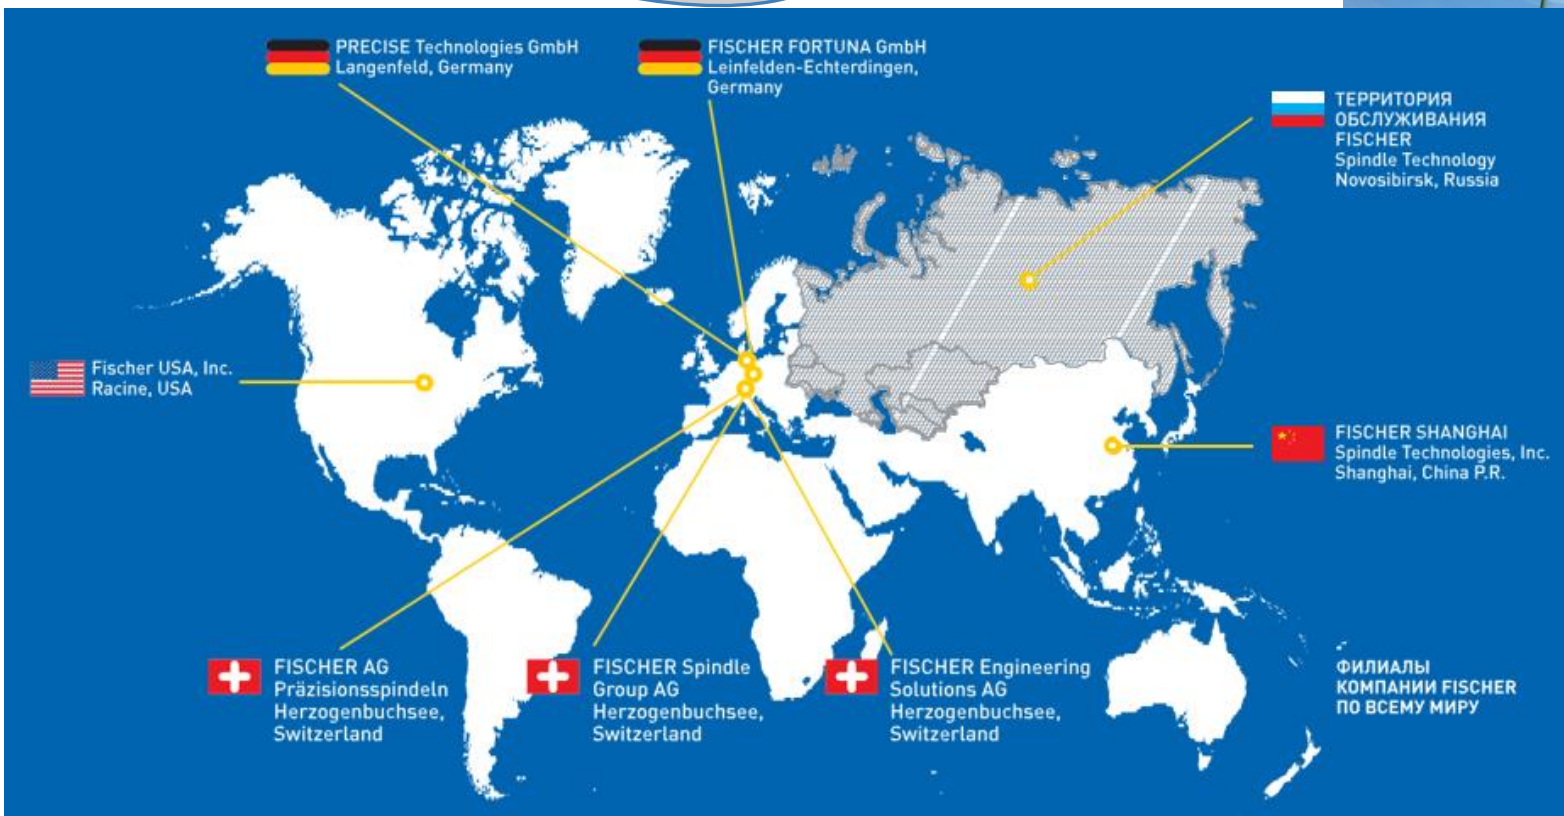 PRECISE Technologies GmbH
Langenfeld, Germany
FISCHER FORTUNA GmbH
Leinfelden-Echterdingen,
Germany
ТЕРРИТОРИЯ
ОБСЛУЖИВАНИЯ
FISCHER
Spindle Technology
Novosibirsk, Russia
Fischer USA, Inc.
Racine, USA
FISCHER SHANGHAI
Spindle Technologies, Inc.
Shanghai, China P.R.
FISCHER AG
Präzisionsspindeln
Herzogenbuchsee,
Switzerland
FISCHER Spindle
Group AG
Herzogenbuchsee,
Switzerland
FISCHER Engineering
Solutions AG
Herzogenbuchsee,
Switzerland
ФИЛИАЛЫ
КОМПАНИИ FISCHER
ПО ВСЕМУ МИРУ